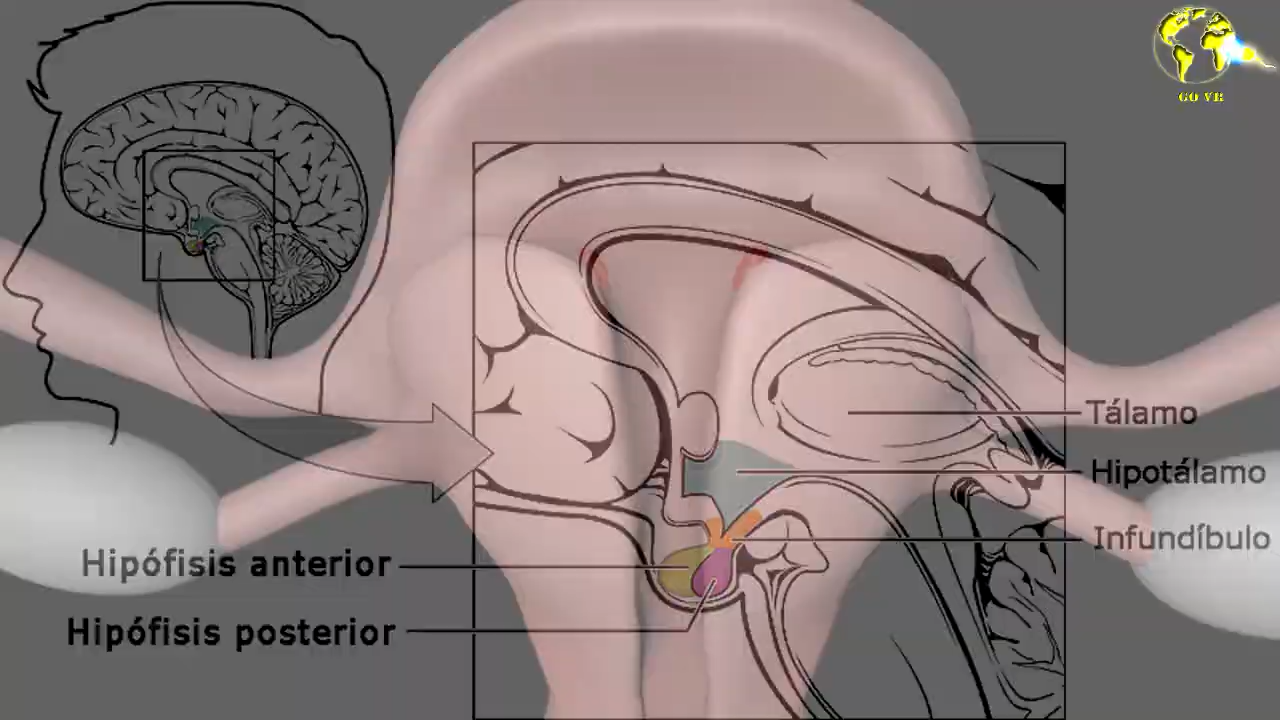 GO VR
Tálamo
Hipotálamo
Infundíbulo
Hipófisis anterior
Hipófisis posterior